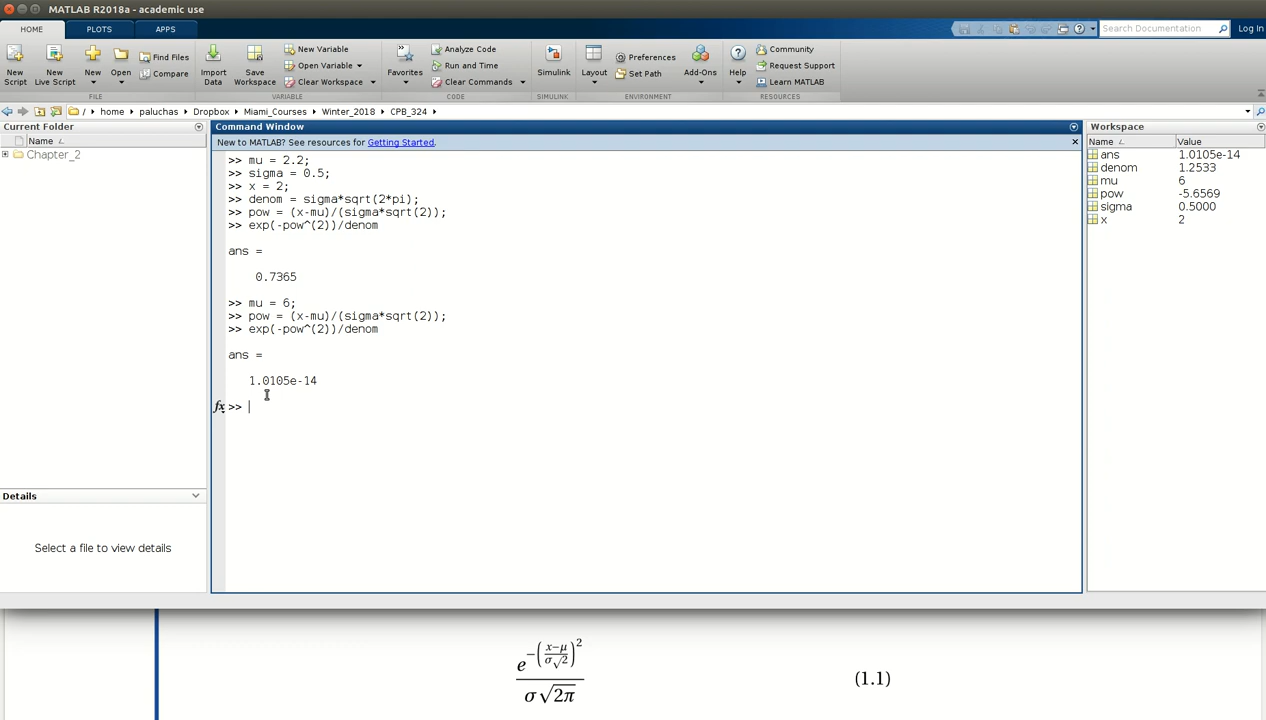 MATLAB R2018a - academic use
HOME
PLOTS
APPS
Search Documentation
Log In
New Script
New Live Script
New
Open
Find Files
Compare
Import Data
Save Workspace
New Variable
Open Variable
Clear Workspace
Favorites
Analyze Code
Run and Time
Clear Commands
Simulink
Layout
Preferences
Set Path
Add-Ons
Help
Community
Request Support
Learn MATLAB
FILE
VARIABLE
CODE
SIMULINK
ENVIRONMENT
RESOURCES
/ home paluchas Dropbox Miami_Courses Winter_2018 CPB_324
Current Folder
Name
Chapter_2
Details
Select a file to view details
Command Window
New to MATLAB? See resources for Getting Started.
>> mu = 2.2;
>> sigma = 0.5;
>> x = 2;
>> denom = sigma*sqrt(2*pi);
>> pow = (x-mu)/(sigma*sqrt(2));
>> exp(-pow^(2))/denom
ans =
0.7365
>> mu = 6;
>> pow = (x-mu)/(sigma*sqrt(2));
>> exp(-pow^(2))/denom
ans =
1.0105e-14
fx >>
Workspace
Name Value
ans 1.0105e-14
denom 1.2533
mu 6
pow -5.6569
sigma 0.5000
x 2
e^{-(\frac{x-μ}{σ√2})^2}
σ√2π
(1.1)